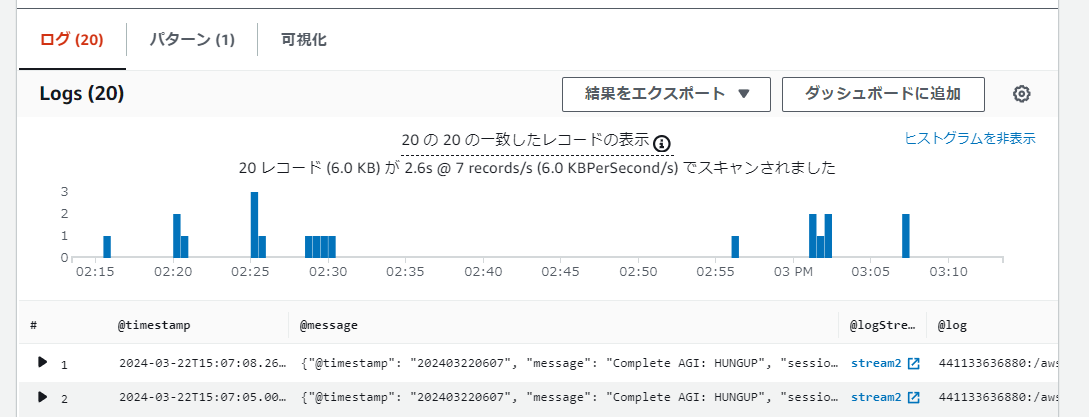 ログ (20) パターン (1) 可視化
Logs (20) 結果をエクスポート ダッシュボードに追加
20 の 20 の一致したレコードの表示 ヒストグラムを非表示
20 レコード (6.0 KB) が 2.6s @ 7 records/s (6.0 KBPerSecond/s) でスキャンされました
3
2
1
0
02:15 02:20 02:25 02:30 02:35 02:40 02:45 02:50 02:55 03 PM 03:05 03:10
# @timestamp @message @logStre… @log
1 2024-03-22T15:07:08.26… {"@timestamp": "202403220607", "message": "Complete AGI: HUNGUP", "sessio… stream2 441133636880:/aws
2 2024-03-22T15:07:05.00… {"@timestamp": "202403220607", "message": "Complete AGI: HUNGUP", "sessio… stream2 441133636880:/aws